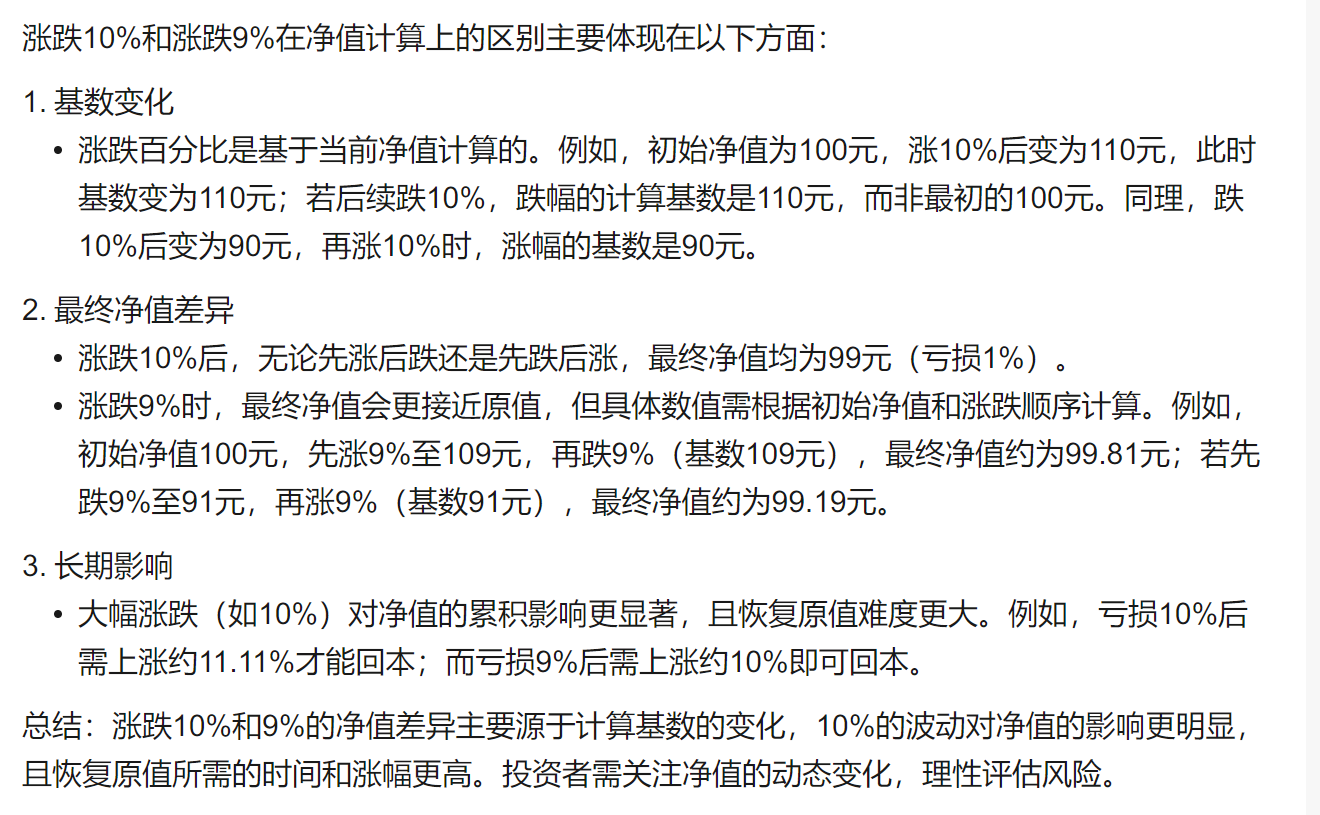 涨跌10%和涨跌9%在净值计算上的区别主要体现在以下方面：
1. 基数变化
• 涨跌百分比是基于当前净值计算的。例如，初始净值为100元，涨10%后变为110元，此时
基数变为110元；若后续跌10%，跌幅的计算基数是110元，而非最初的100元。同理，跌
10%后变为90元，再涨10%时，涨幅的基数是90元。
2. 最终净值差异
• 涨跌10%后，无论先涨后跌还是先跌后涨，最终净值均为99元（亏损1%）。
• 涨跌9%时，最终净值会更接近原值，但具体数值需根据初始净值和涨跌顺序计算。例如，
初始净值100元，先涨9%至109元，再跌9%（基数109元），最终净值约为99.81元；若先
跌9%至91元，再涨9%（基数91元），最终净值约为99.19元。
3. 长期影响
• 大幅涨跌（如10%）对净值的累积影响更显著，且恢复原值难度更大。例如，亏损10%后
需上涨约11.11%才能回本；而亏损9%后需上涨约10%即可回本。
总结：涨跌10%和9%的净值差异主要源于计算基数的变化，10%的波动对净值的影响更明显，
且恢复原值所需的时间和涨幅更高。投资者需关注净值的动态变化，理性评估风险。